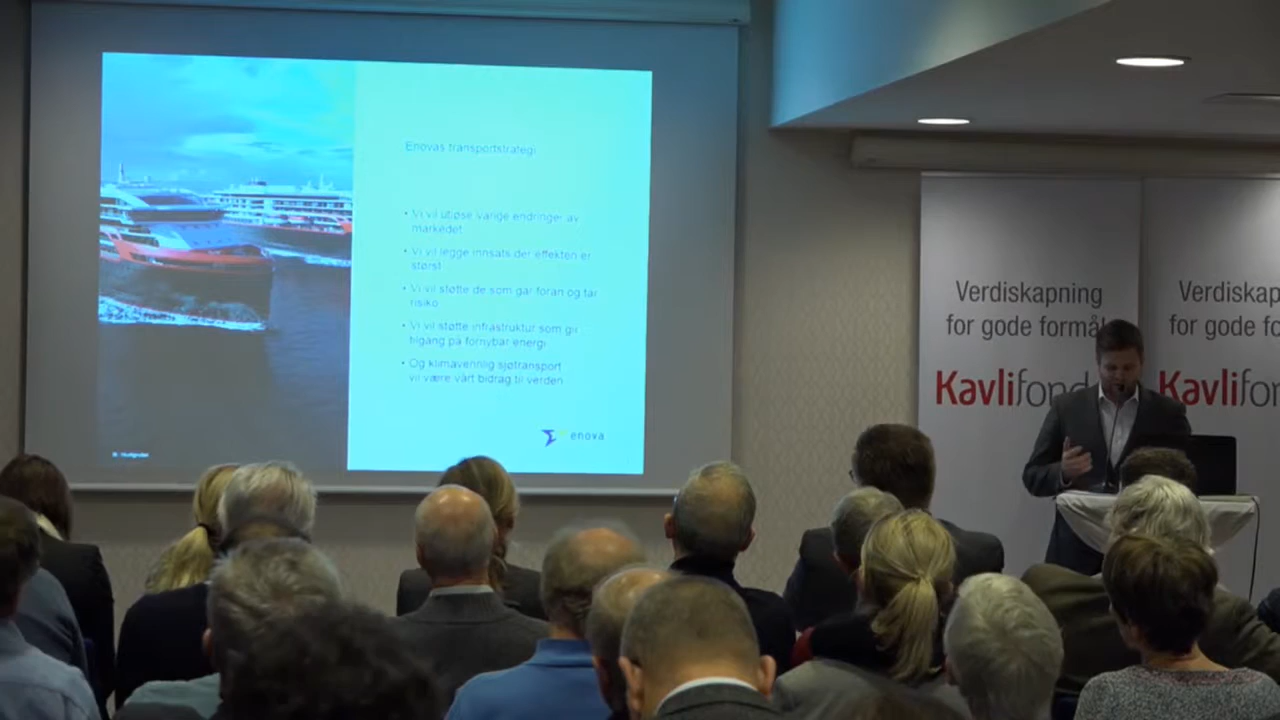 Enovas transportstrategi
• Vi vil utløse varige endringer av
markedet
• Vi vil legge innsats der effekten er
størst
• Vi vil støtte de som går foran og tar
risiko
• Vi vil støtte infrastruktur som gir
tilgang på fornybar energi
• Og klimavennlig sjøtransport
vil være vårt bidrag til verden
enova
Verdiskapning
for gode formål
Kavlifond
Verdiskap
for gode fo
Kavlifon